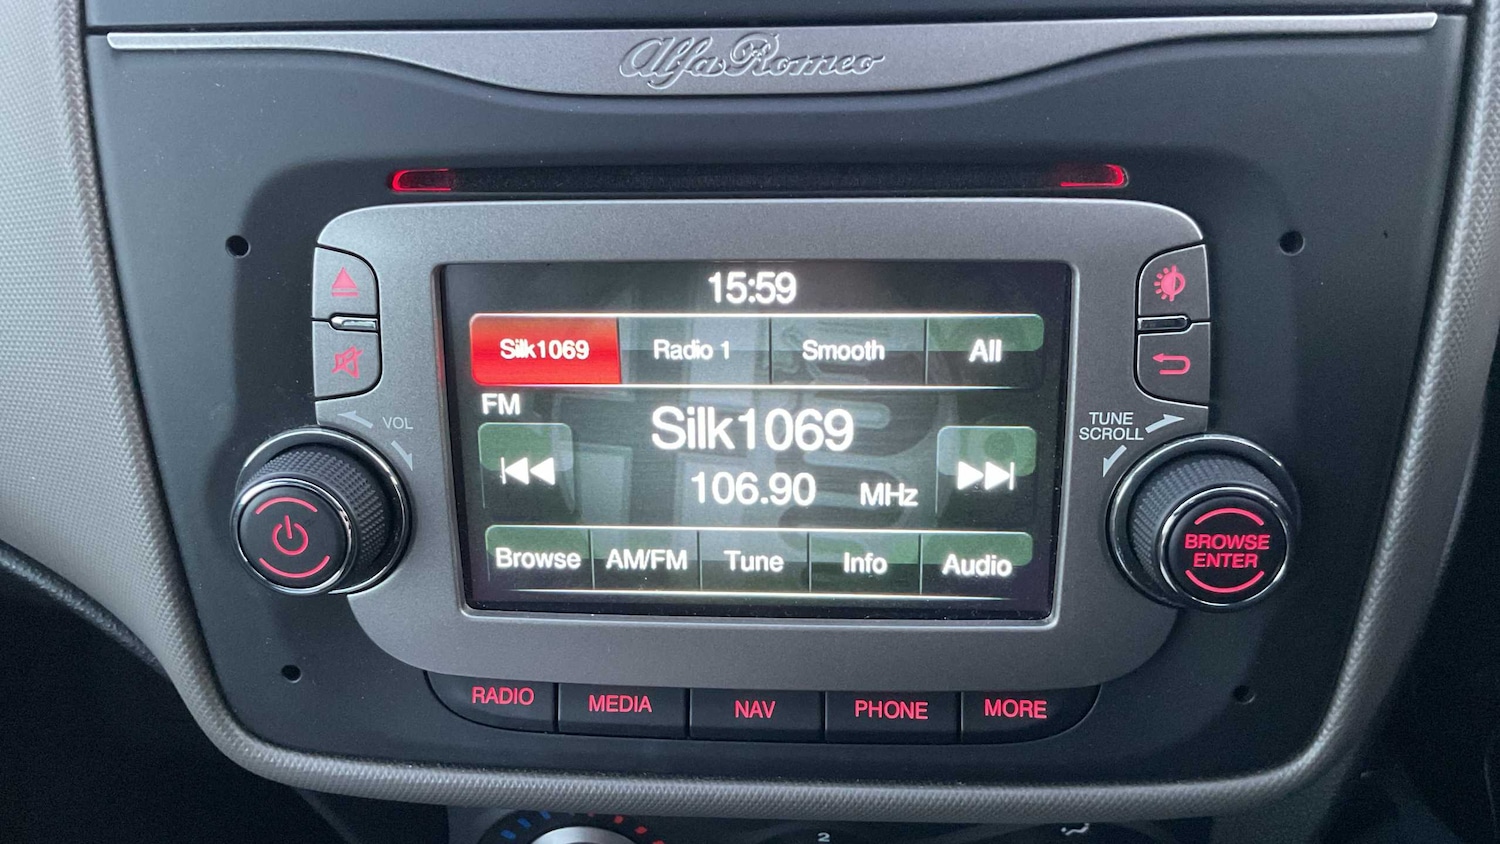 Alfa Romeo
15:59
Silk1069 Radio 1 Smooth All
FM
Silk1069
106.90 MHz
VOL
TUNE
SCROLL
BROWSE
ENTER
Browse AM/FM Tune Info Audio
RADIO MEDIA NAV PHONE MORE
2